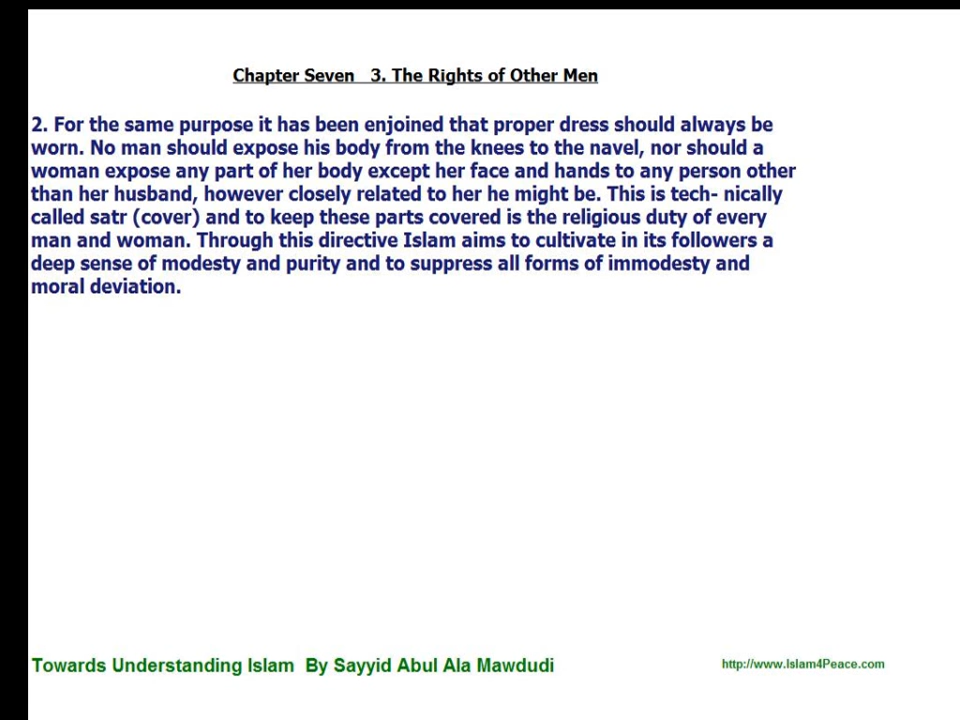 Chapter Seven   3. The Rights of Other Men
2. For the same purpose it has been enjoined that proper dress should always be
worn. No man should expose his body from the knees to the navel, nor should a
woman expose any part of her body except her face and hands to any person other
than her husband, however closely related to her he might be. This is tech- nically
called satr (cover) and to keep these parts covered is the religious duty of every
man and woman. Through this directive Islam aims to cultivate in its followers a
deep sense of modesty and purity and to suppress all forms of immodesty and
moral deviation.
Towards Understanding Islam  By Sayyid Abul Ala Mawdudi
http://www.Islam4Peace.com